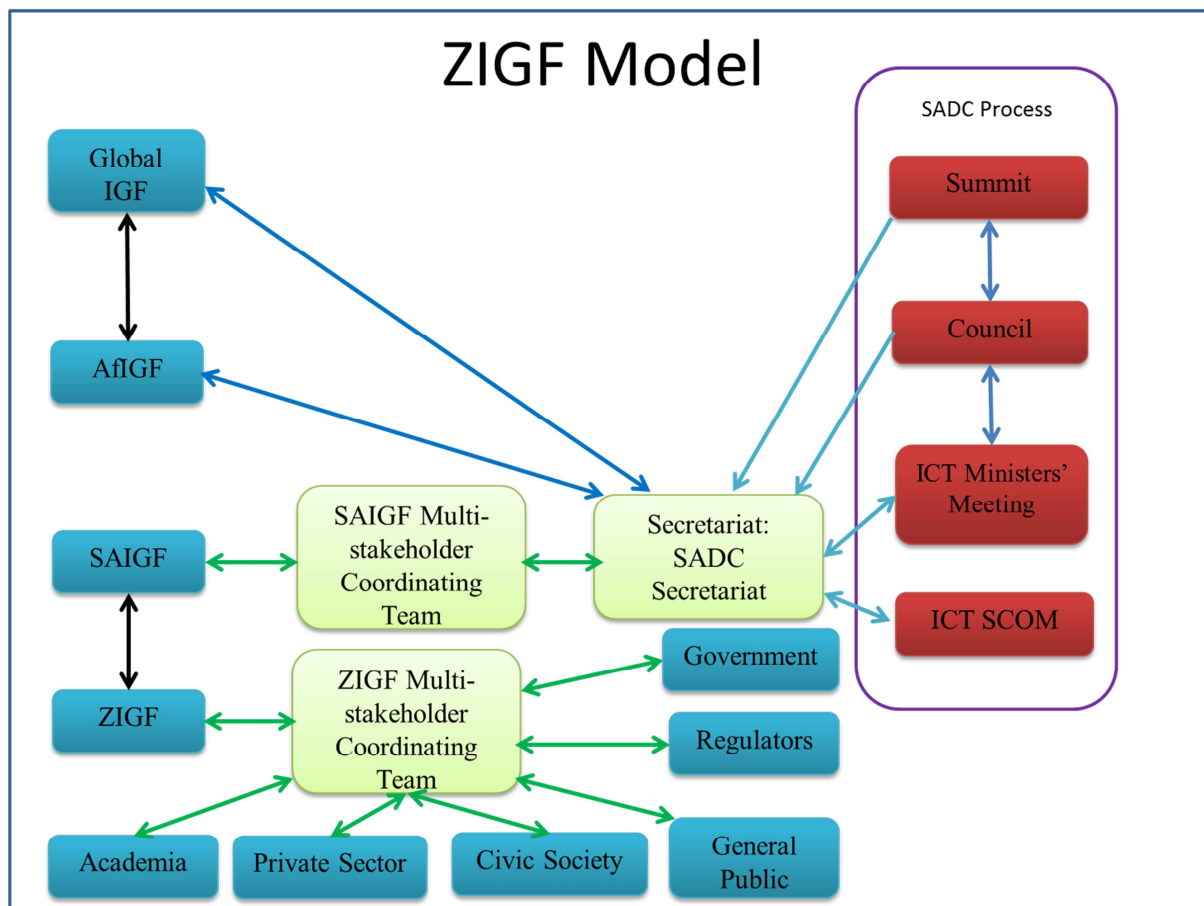 ZIGF Model
SADC Process
Global
IGF
Summit
Council
AfIGF
ICT Ministers’
Meeting
SAIGF Multi-
stakeholder
Coordinating
Team
Secretariat:
SADC
Secretariat
SAIGF
ICT SCOM
Government
ZIGF Multi-
stakeholder
Coordinating
Team
ZIGF
Regulators
Academia
Private Sector
Civic Society
General
Public